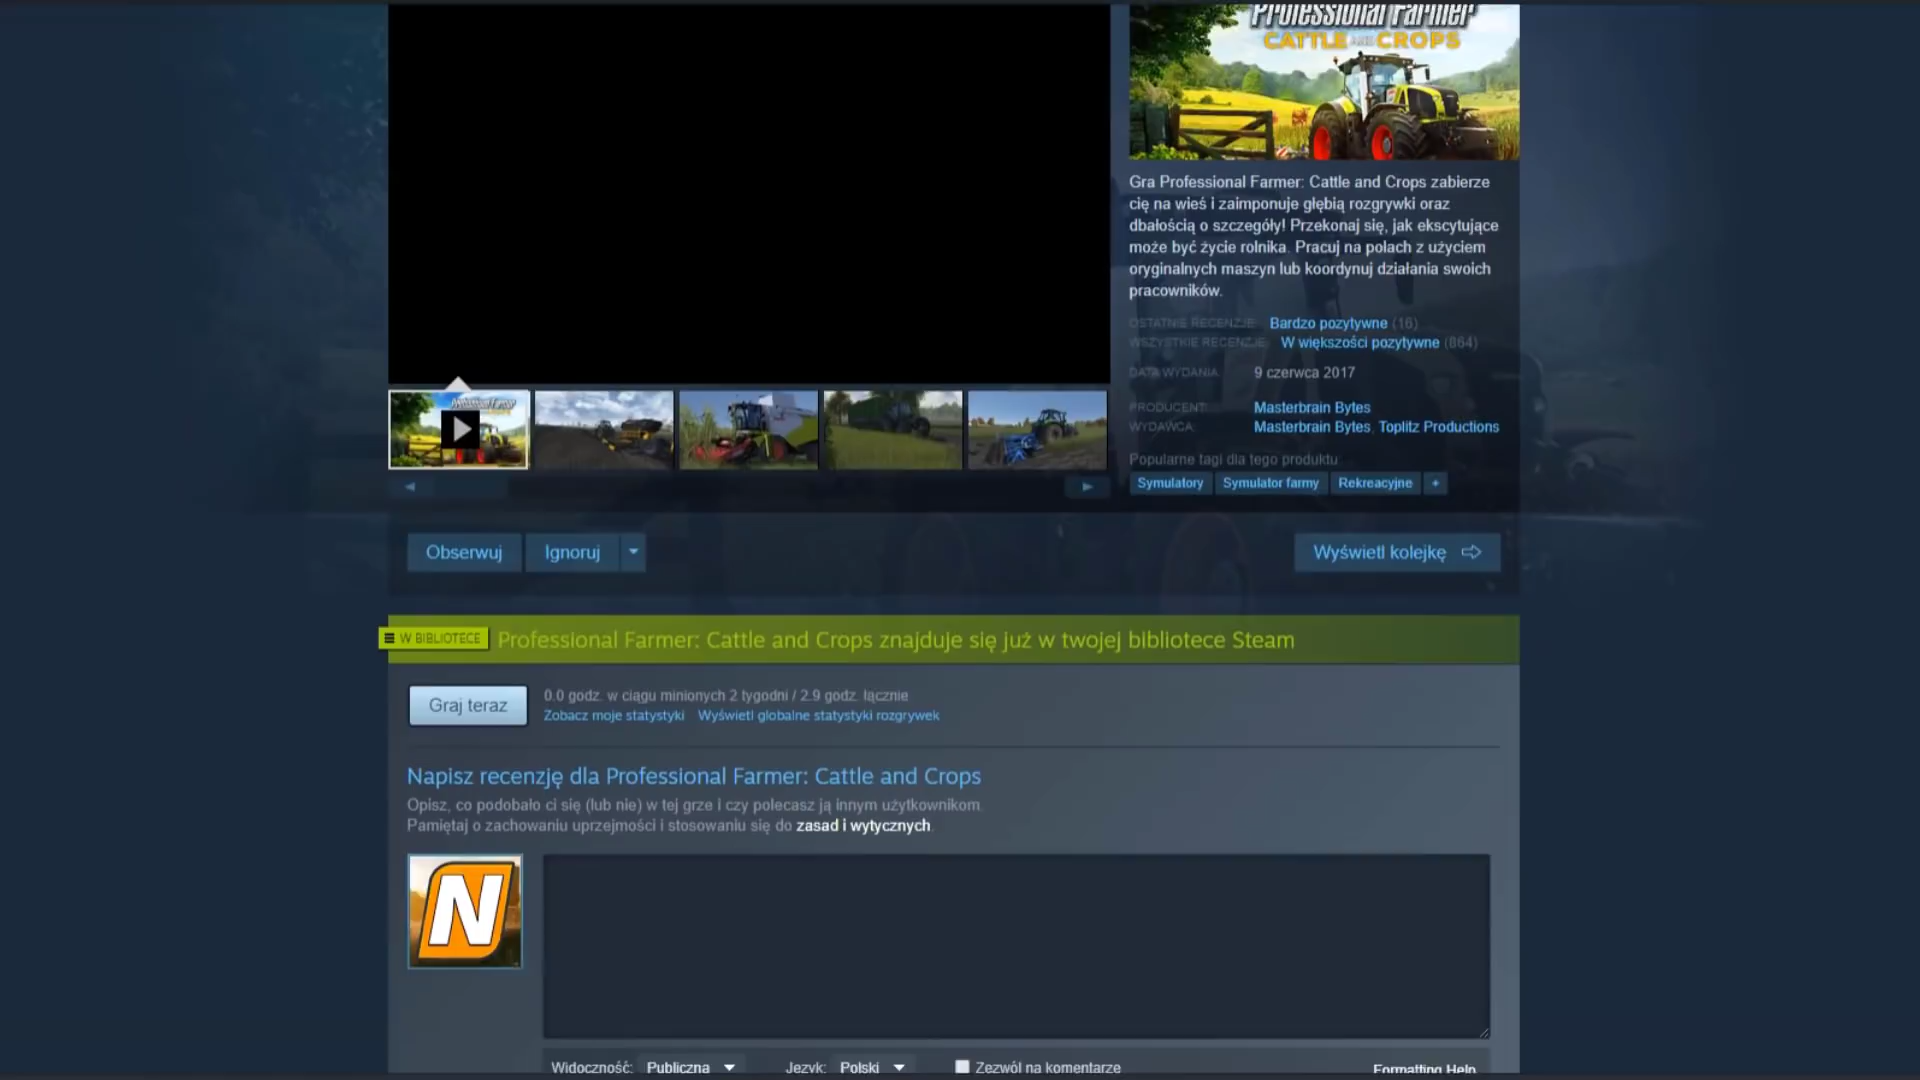 Professional Farmer
CATTLE AND CROPS
Gra Professional Farmer: Cattle and Crops zabierze
cię na wieś i zaimponuje głębią rozgrywki oraz
dbałością o szczegóły! Przekonaj się, jak ekscytujące
może być życie rolnika. Pracuj na polach z użyciem
oryginalnych maszyn lub koordynuj działania swoich
pracowników.
OSTATNIE RECENZJE: Bardzo pozytywne (16)
WSZYSTKIE RECENZJE: W większości pozytywne (864)
DATA WYDANIA: 9 czerwca 2017
PRODUCENT: Masterbrain Bytes
WYDAWCA: Masterbrain Bytes, Toplitz Productions
Popularne tagi dla tego produktu
Symulatory Symulator farmy Rekreacyjne +
Obserwuj Ignoruj Wyświetl kolejkę
W BIBLIOTECE Professional Farmer: Cattle and Crops znajduje się już w twojej bibliotece Steam
Graj teraz
0.0 godz. w ciągu minionych 2 tygodni / 2.9 godz. łącznie
Zobacz moje statystyki Wyświetl globalne statystyki rozgrywek
Napisz recenzję dla Professional Farmer: Cattle and Crops
Opisz, co podobało ci się (lub nie) w tej grze i czy polecasz ją innym użytkownikom.
Pamiętaj o zachowaniu uprzejmości i stosowaniu się do zasad i wytycznych.
N
Widoczność: Publiczna Język: Polski Zezwól na komentarze Formatting Help